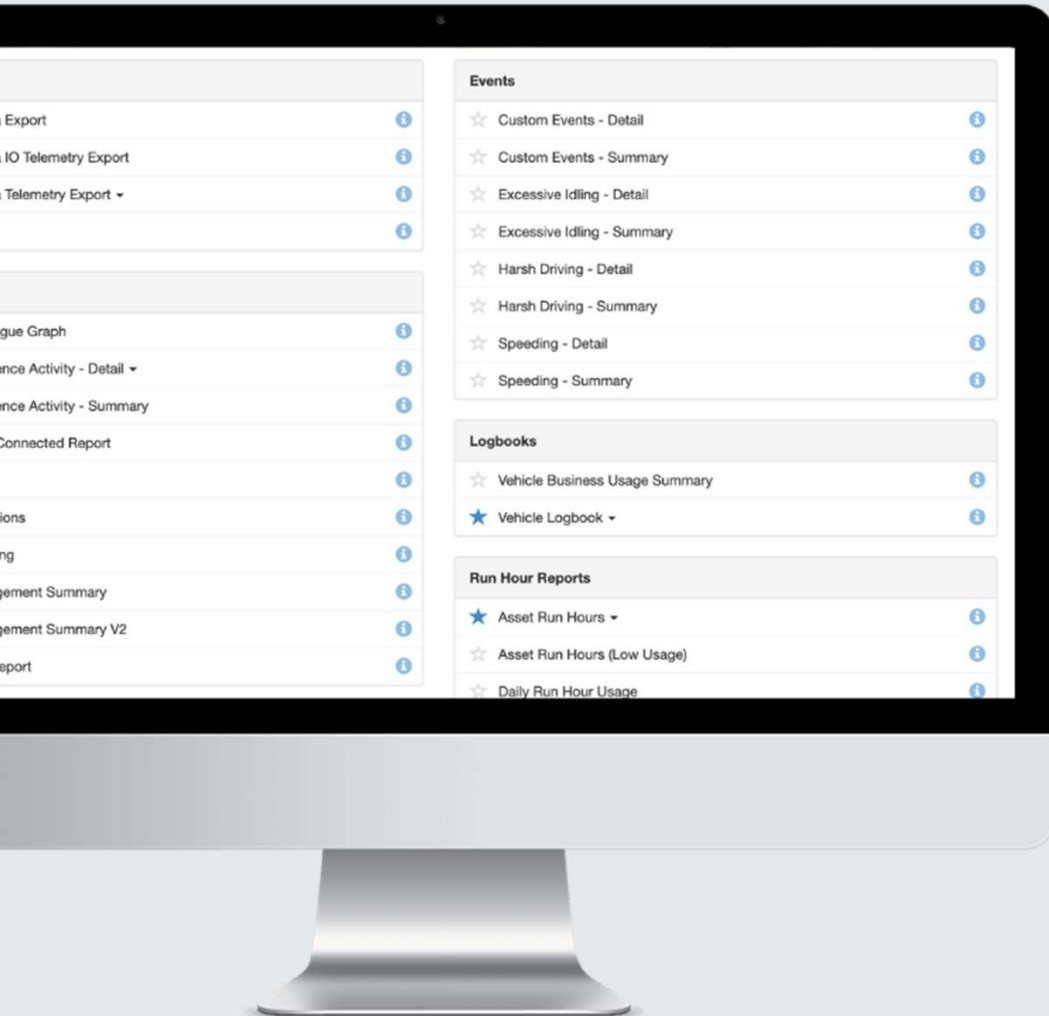 Export
IO Telemetry Export
Telemetry Export
gue Graph
ence Activity - Detail
ence Activity - Summary
Connected Report
ions
ng
gement Summary
gement Summary V2
eport
Events
Custom Events - Detail
Custom Events - Summary
Excessive Idling - Detail
Excessive Idling - Summary
Harsh Driving - Detail
Harsh Driving - Summary
Speeding - Detail
Speeding - Summary
Logbooks
Vehicle Business Usage Summary
Vehicle Logbook
Run Hour Reports
Asset Run Hours
Asset Run Hours (Low Usage)
Daily Run Hour Usage